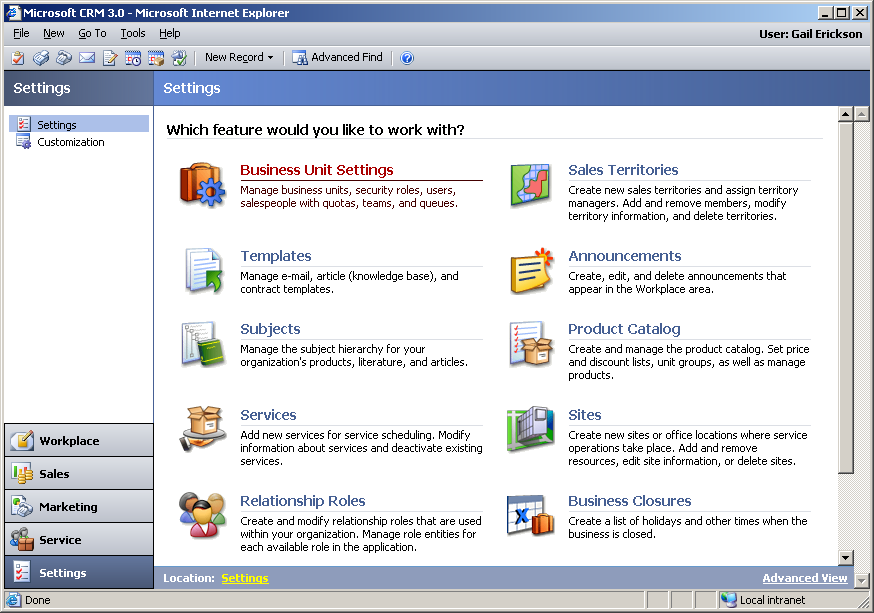 Microsoft CRM 3.0 - Microsoft Internet Explorer
File New Go To Tools Help
User: Gail Erickson
New Record
Advanced Find
Settings
Settings
Settings
Customization
Which feature would you like to work with?
Business Unit Settings
Manage business units, security roles, users,
salespeople with quotas, teams, and queues.
Sales Territories
Create new sales territories and assign territory
managers. Add and remove members, modify
territory information, and delete territories.
Templates
Manage e-mail, article (knowledge base), and
contract templates.
Announcements
Create, edit, and delete announcements that
appear in the Workplace area.
Subjects
Manage the subject hierarchy for your
organization's products, literature, and articles.
Product Catalog
Create and manage the product catalog. Set price
and discount lists, unit groups, as well as manage
products.
Services
Add new services for service scheduling. Modify
information about services and deactivate existing
services.
Sites
Create new sites or office locations where service
operations take place. Add and remove
resources, edit site information, or delete sites.
Relationship Roles
Create and modify relationship roles that are used
within your organization. Manage role entities for
each available role in the application.
Business Closures
Create a list of holidays and other times when the
business is closed.
Workplace
Sales
Marketing
Service
Settings
Location: Settings
Advanced View
Done
Local intranet